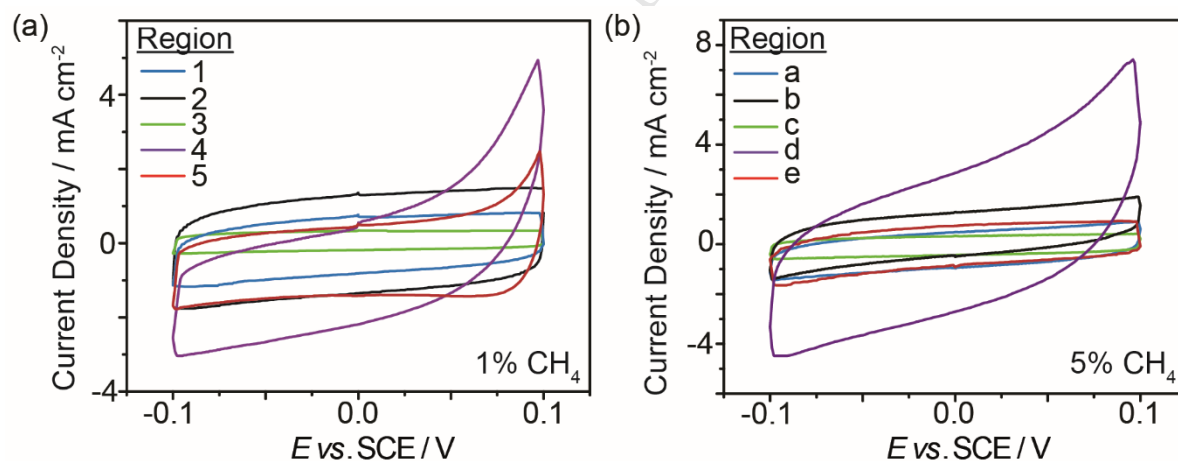 (a)
Region
1
2
3
4
5
4
0
-4
-0.1
0.0
0.1
Current Density / mA cm-2
E vs. SCE / V
1% CH4
(b)
Region
a
b
c
d
e
8
4
0
-4
-0.1
0.0
0.1
Current Density / mA cm-2
E vs. SCE / V
5% CH4